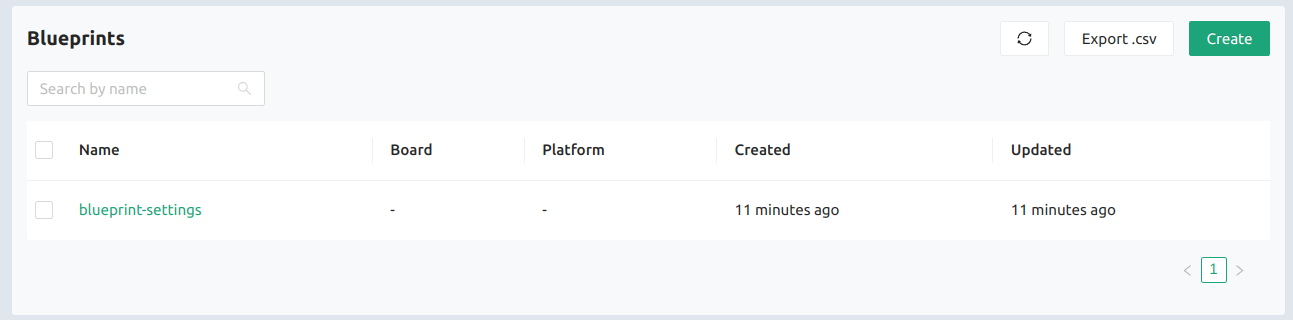 Blueprints
Export .csv
Create
Search by name
Name Board Platform Created Updated
blueprint-settings - - 11 minutes ago 11 minutes ago
< 1 >